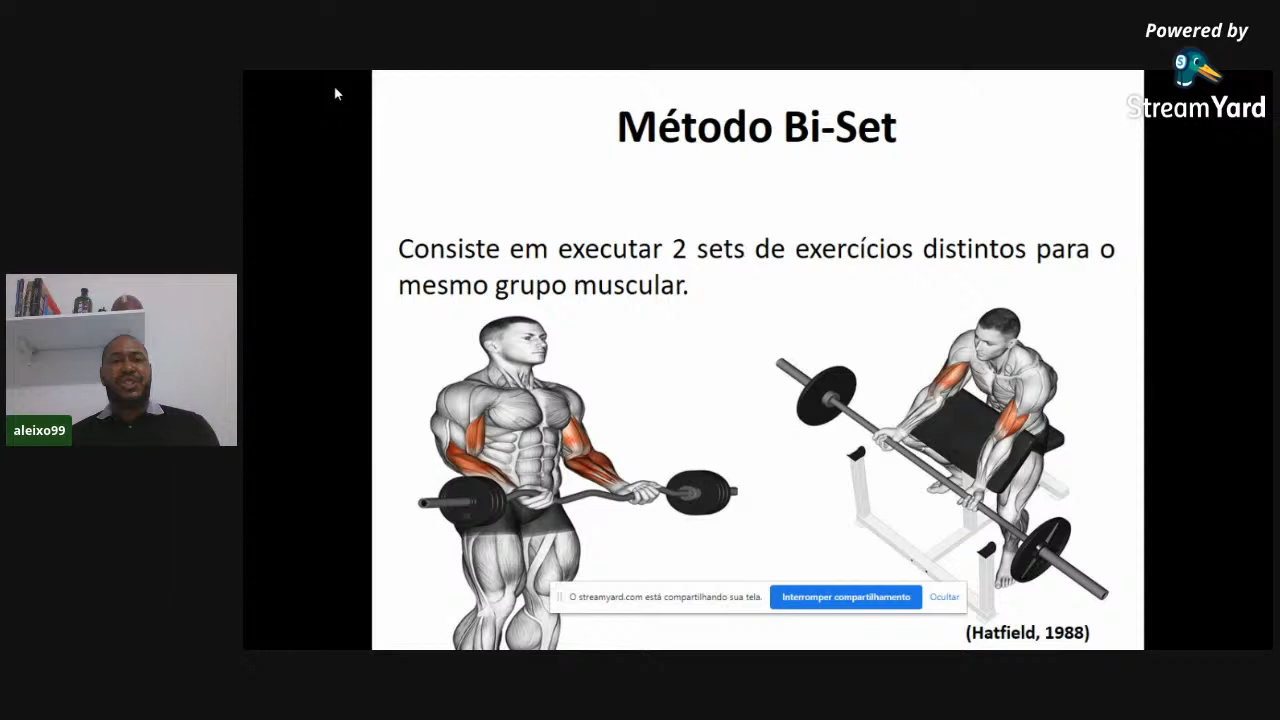 Powered by
StreamYard
Método Bi-Set
Consiste em executar 2 sets de exercícios distintos para o
mesmo grupo muscular.
aleixo99
O streamyard.com está compartilhando sua tela.
Interromper compartilhamento
Ocultar
(Hatfield, 1988)